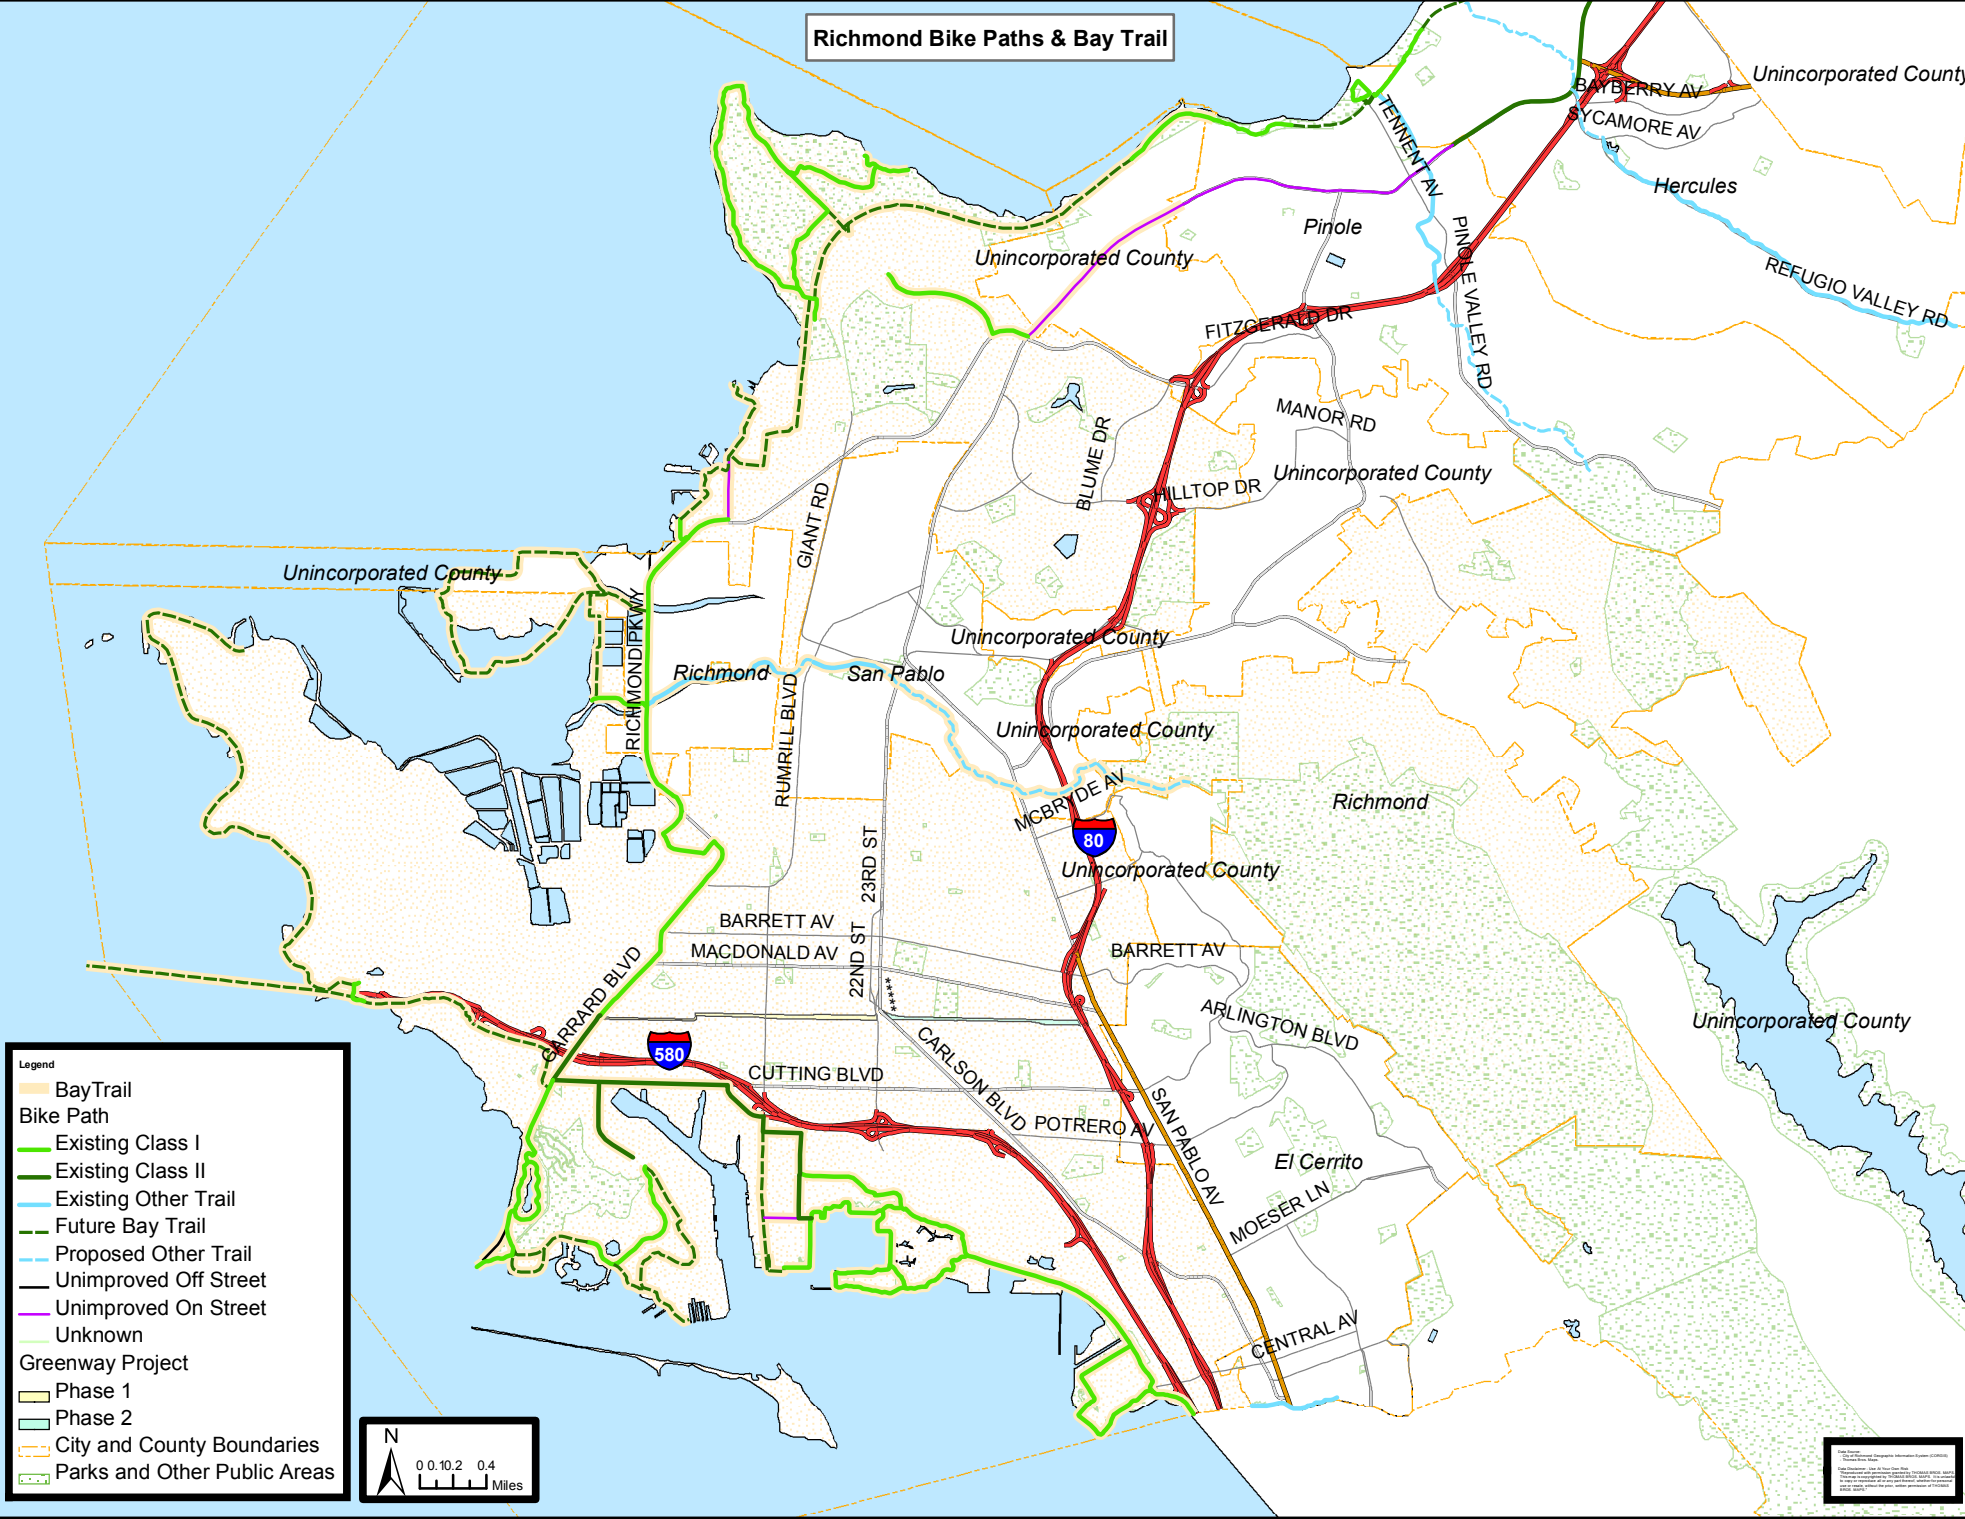 Richmond Bike Paths & Bay Trail
Unincorporated County
BAYBERRY AV
SYCAMORE AV
TENNENT AV
Hercules
Pinole
PINOLE VALLEY RD
Unincorporated County
REFUGIO VALLEY RD
FITZGERALD DR
MANOR RD
BLUME DR
Unincorporated County
HILLTOP DR
GIANT RD
Unincorporated County
RICHMOND PKWY
Unincorporated County
Richmond
San Pablo
RUMRILL BLVD
Unincorporated County
MCBRYDE AV
Richmond
80
23RD ST
Unincorporated County
BARRETT AV
MACDONALD AV
22ND ST
BARRETT AV
GARRARD BLVD
ARLINGTON BLVD
Unincorporated County
580
CARLSON BLVD
CUTTING BLVD
SAN PABLO AV
POTRERO AV
El Cerrito
MOESER LN
CENTRAL AV
Legend
BayTrail
Bike Path
Existing Class I
Existing Class II
Existing Other Trail
Future Bay Trail
Proposed Other Trail
Unimproved Off Street
Unimproved On Street
Unknown
Greenway Project
Phase 1
Phase 2
City and County Boundaries
Parks and Other Public Areas
N
0 0.10.2 0.4
Miles